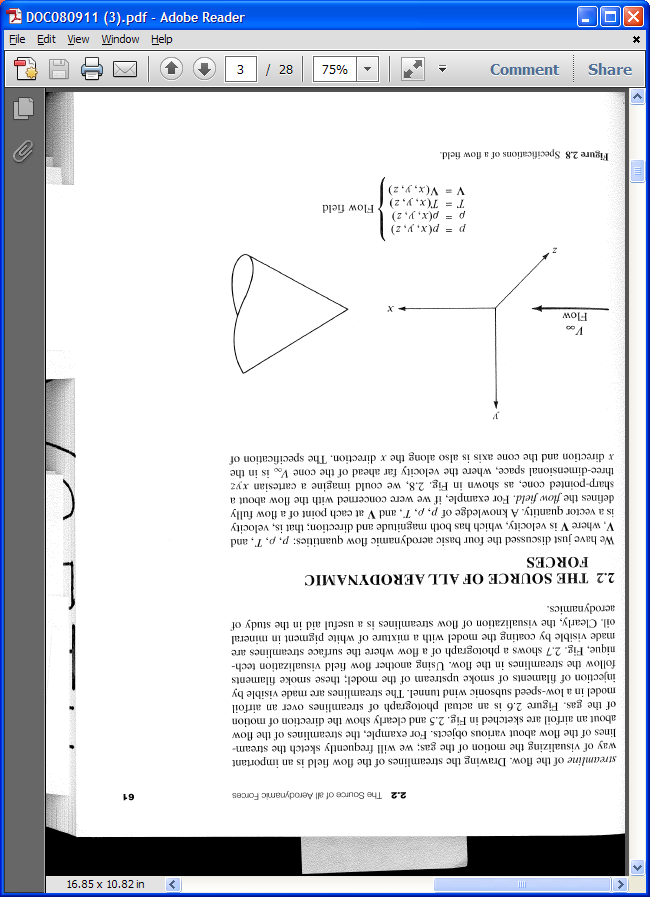 DOC080911 (3).pdf - Adobe Reader
File Edit View Window Help
3 / 28 75% Comment Share
2.2 The Source of all Aerodynamic Forces 61
streamline of the flow. Drawing the streamlines of the flow field is an important
way of visualizing the motion of the gas; we will frequently sketch the stream-
lines of the flow about various objects. For example, the streamlines of the flow
about an airfoil are sketched in Fig. 2.5 and clearly show the direction of motion
of the gas. Figure 2.6 is an actual photograph of streamlines over an airfoil
model in a low-speed subsonic wind tunnel. The streamlines are made visible by
injection of filaments of smoke upstream of the model; these smoke filaments
follow the streamlines in the flow. Using another flow field visualization tech-
nique, Fig. 2.7 shows a photograph of a flow where the surface streamlines are
made visible by coating the model with a mixture of white pigment in mineral
oil. Clearly, the visualization of flow streamlines is a useful aid in the study of
aerodynamics.
2.2 THE SOURCE OF ALL AERODYNAMIC
FORCES
We have just discussed the four basic aerodynamic flow quantities: p, ρ, T, and
V, where V is velocity, which has both magnitude and direction; that is, velocity
is a vector quantity. A knowledge of p, ρ, T, and V at each point of a flow fully
defines the flow field. For example, if we were concerned with the flow about a
sharp-pointed cone, as shown in Fig. 2.8, we could imagine a cartesian xyz
three-dimensional space, where the velocity far ahead of the cone V∞ is in the
x direction and the cone axis is also along the x direction. The specification of
y
V∞
Flow
x
z
p = p(x, y, z)
ρ = ρ(x, y, z)
T = T(x, y, z)
V = V(x, y, z)
Flow field
Figure 2.8 Specifications of a flow field.
16.85 x 10.82 in